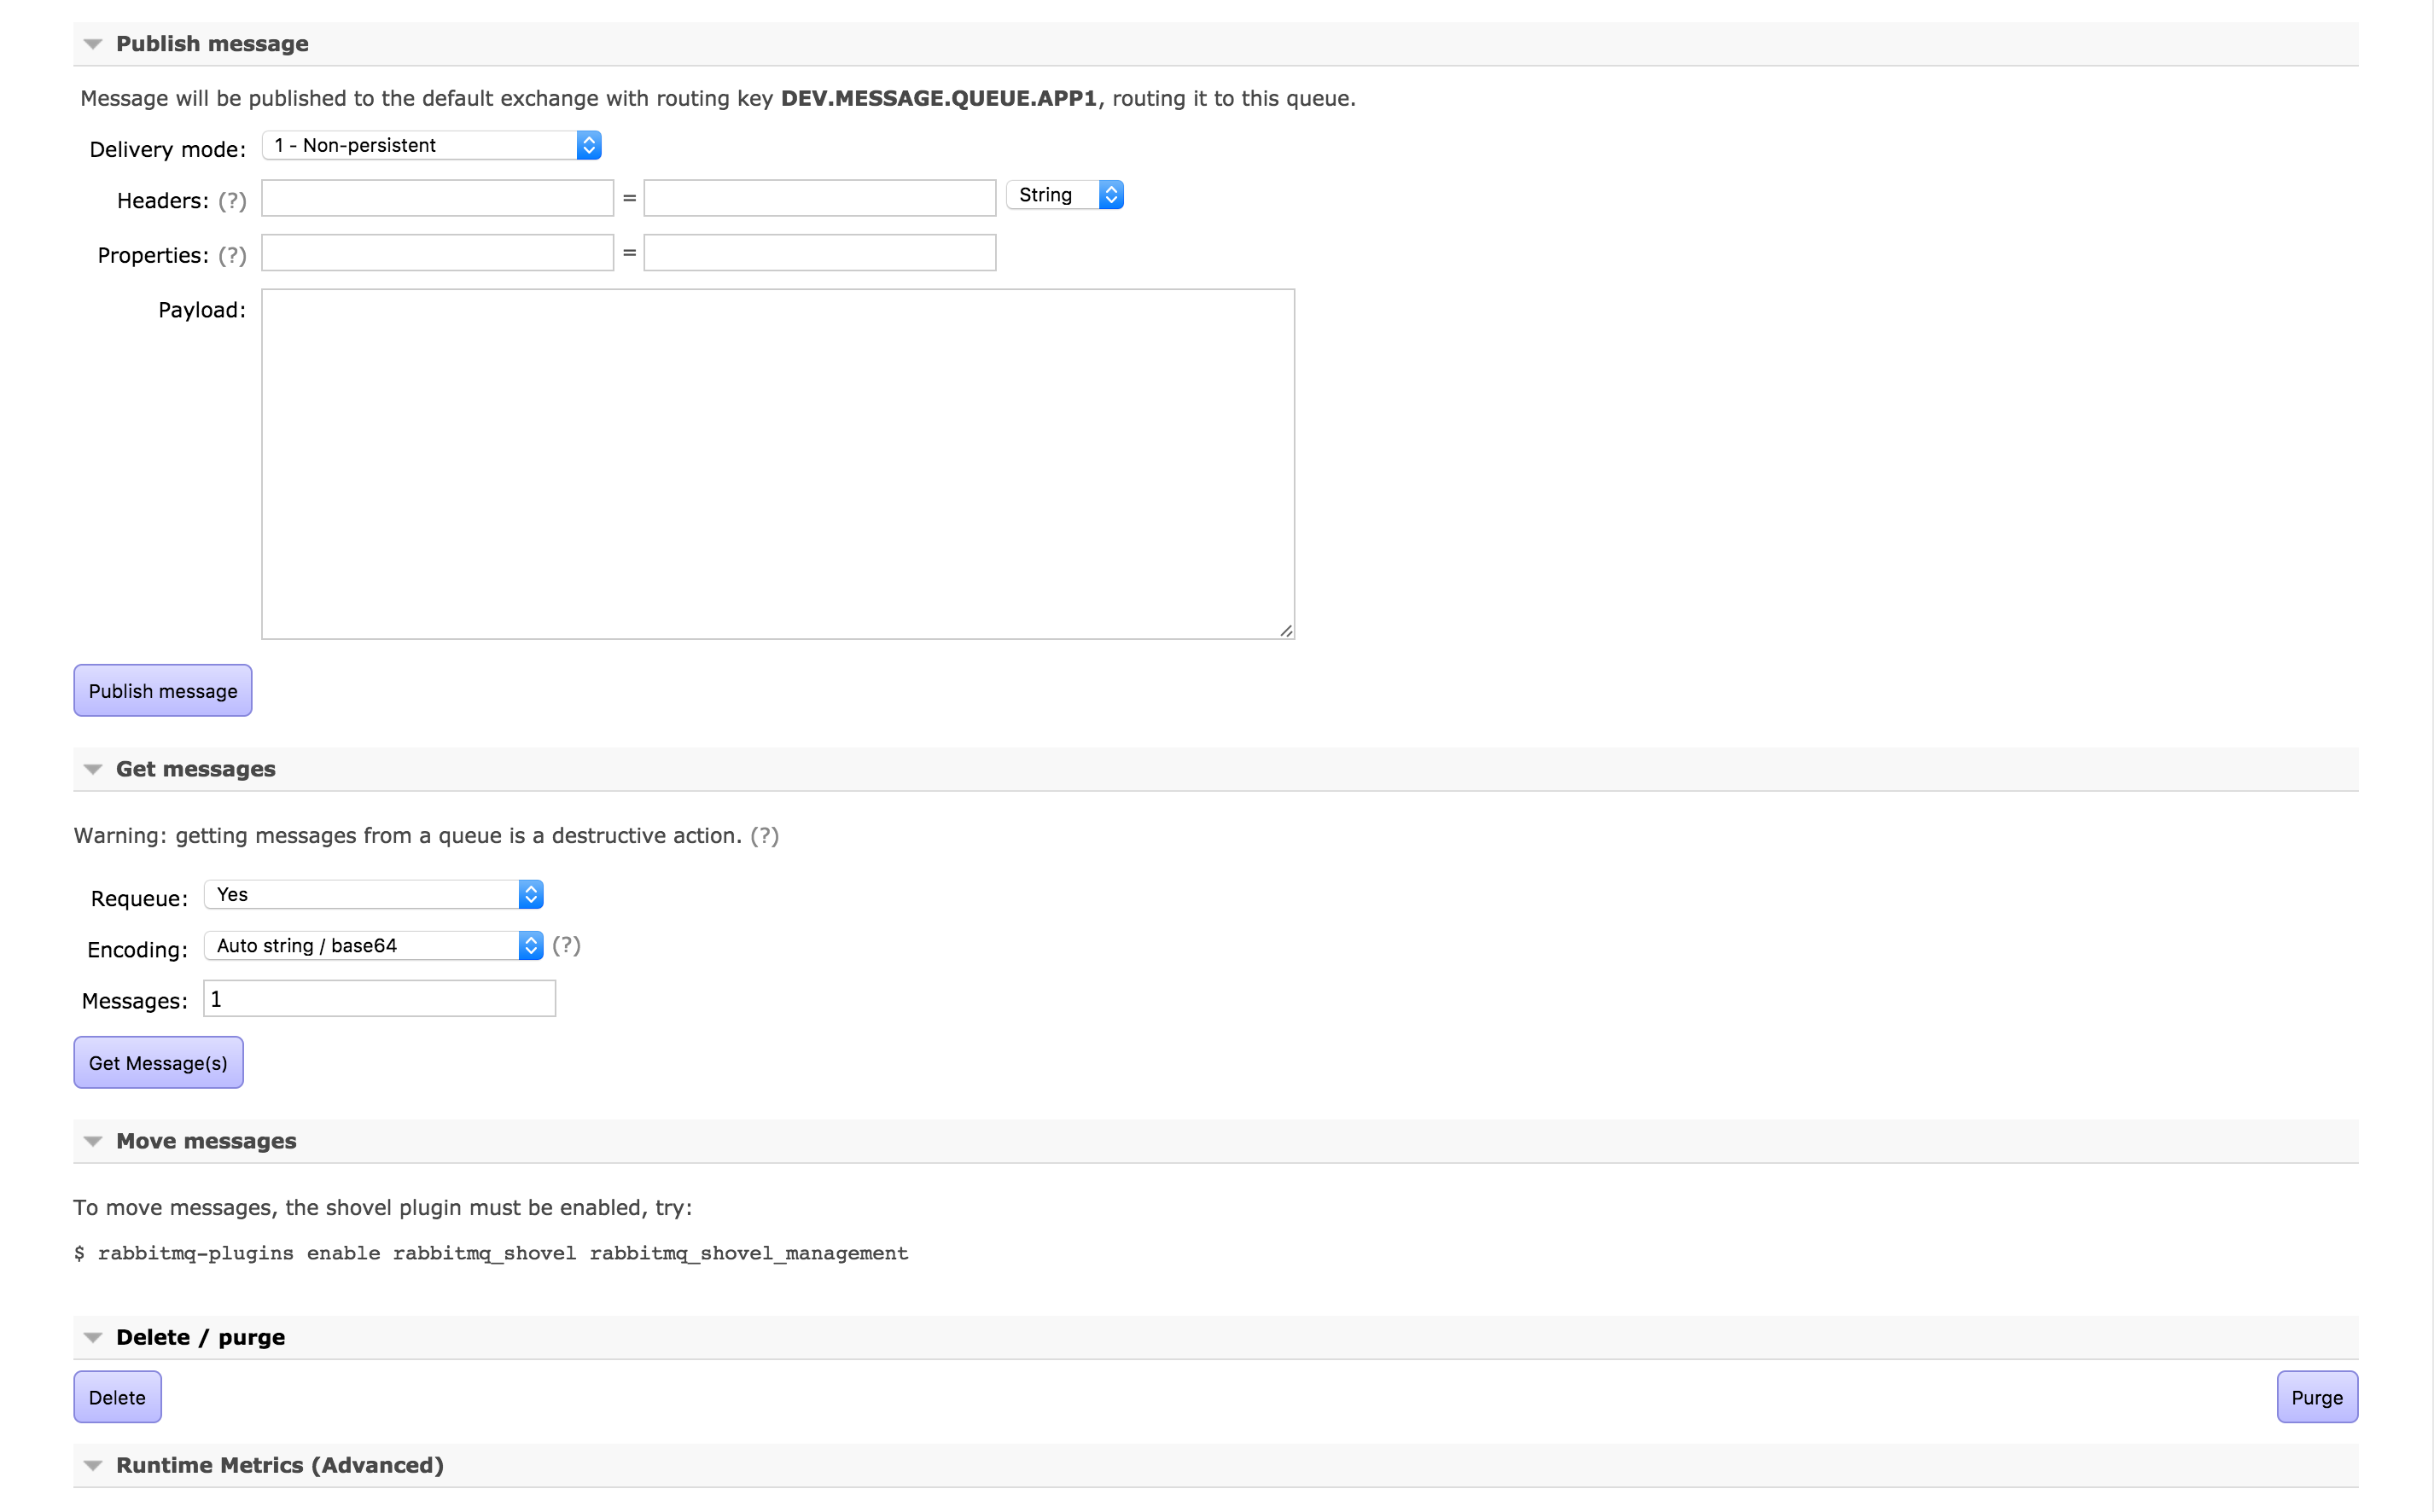 Publish message
Message will be published to the default exchange with routing key DEV.MESSAGE.QUEUE.APP1, routing it to this queue.
Delivery mode: 1 - Non-persistent
Headers: (?) = String
Properties: (?) =
Payload:
Publish message
Get messages
Warning: getting messages from a queue is a destructive action. (?)
Requeue: Yes
Encoding: Auto string / base64 (?)
Messages: 1
Get Message(s)
Move messages
To move messages, the shovel plugin must be enabled, try:
$ rabbitmq-plugins enable rabbitmq_shovel rabbitmq_shovel_management
Delete / purge
Delete Purge
Runtime Metrics (Advanced)